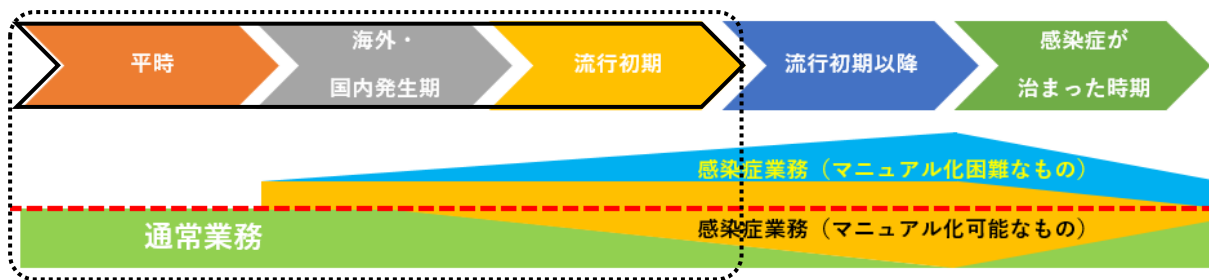 平時
海外・
国内発生期
流行初期
流行初期以降
感染症が
治まった時期
感染症業務（マニュアル化困難なもの）
通常業務
感染症業務（マニュアル化可能なもの）